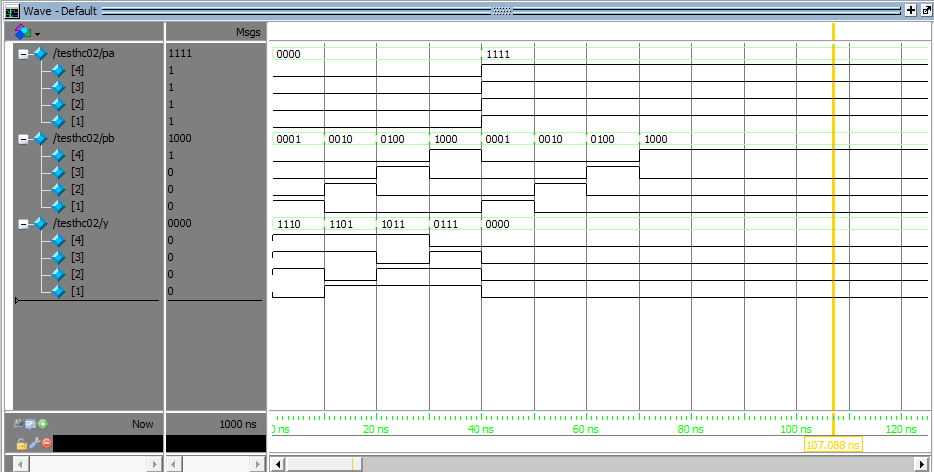 Wave - Default
Msgs
/testhc02/pa 1111 0000 1111
[4] 1
[3] 1
[2] 1
[1] 1
/testhc02/pb 1000 0001 0010 0100 1000 0001 0010 0100 1000
[4] 1
[3] 0
[2] 0
[1] 0
/testhc02/y 0000 1110 1101 1011 0111 0000
[4] 0
[3] 0
[2] 0
[1] 0
Now 1000 ns 0 ns 20 ns 40 ns 60 ns 80 ns 100 ns 120 ns
107.088 ns